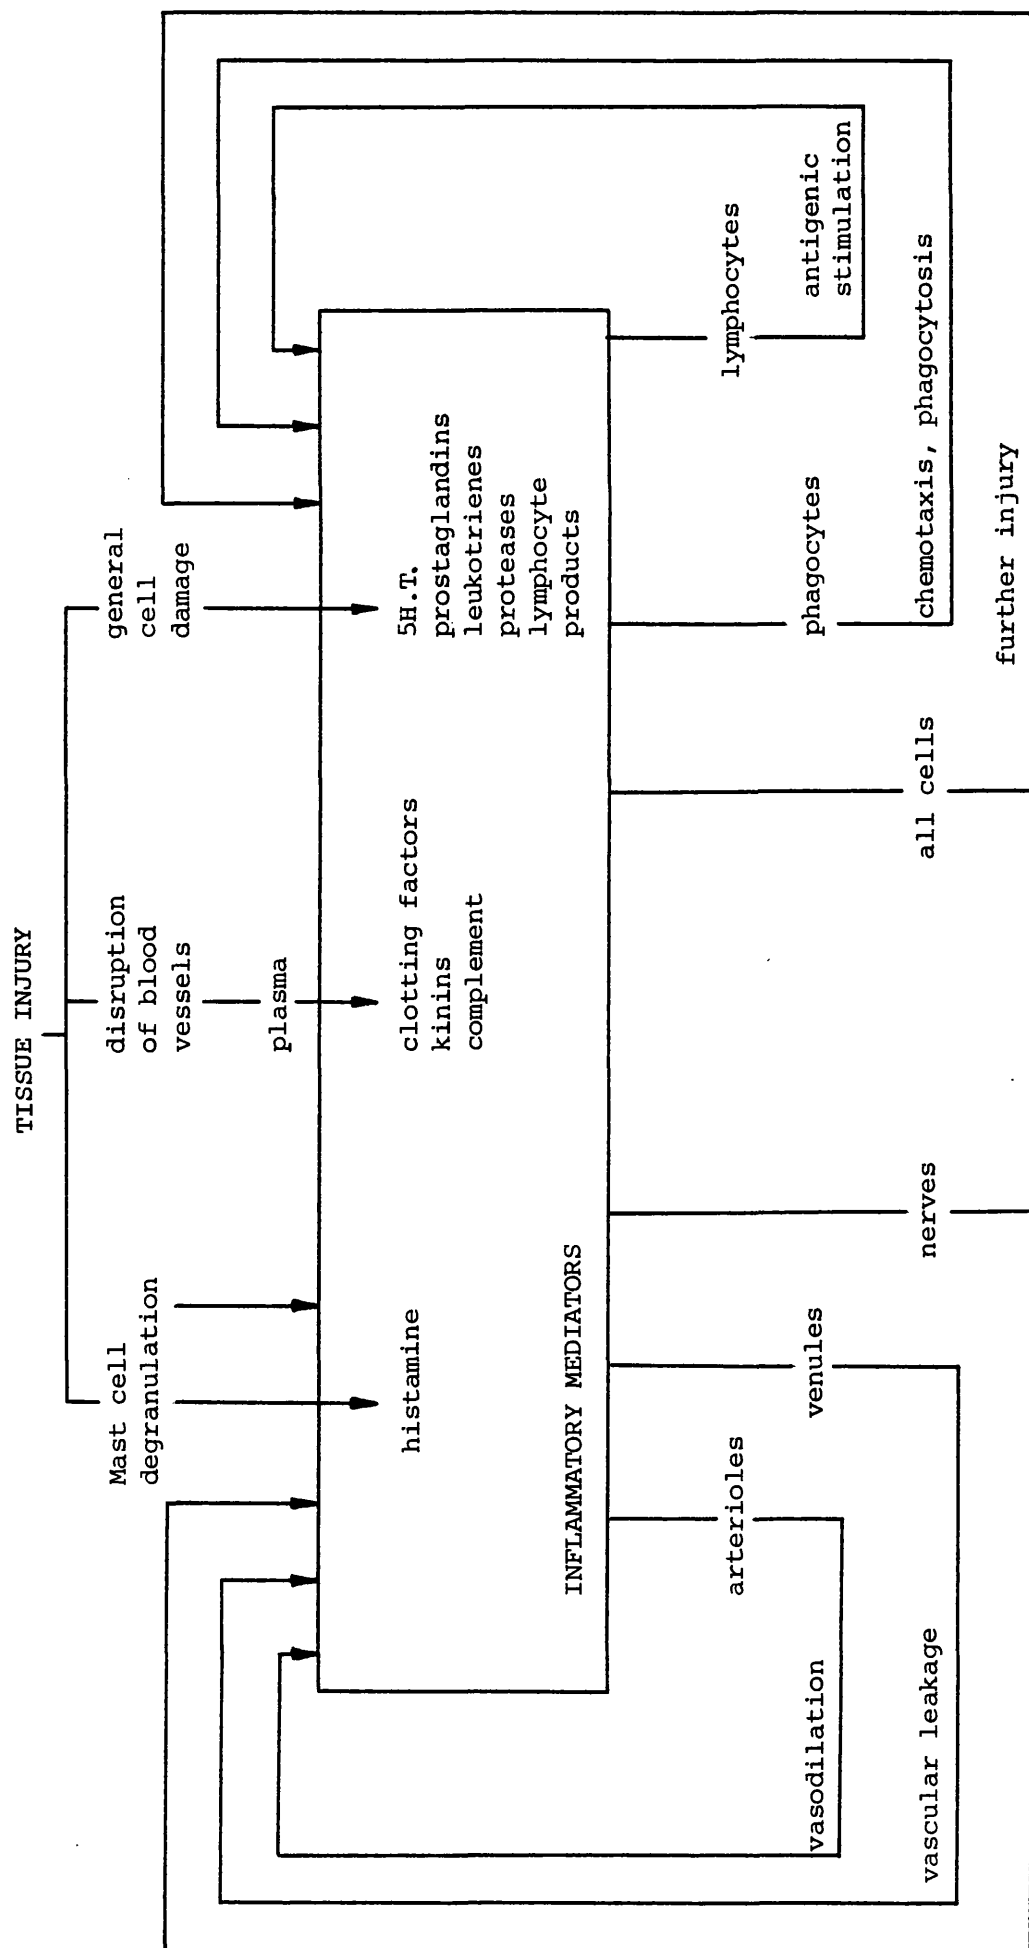 TISSUE INJURY
Mast cell
degranulation
disruption
of blood
vessels
general
cell
damage
plasma
histamine
clotting factors
kinins
complement
5H.T.
prostaglandins
leukotrienes
proteases
lymphocyte
products
INFLAMMATORY MEDIATORS
arterioles
venules
nerves
all cells
phagocytes
lymphocytes
vasodilation
antigenic
stimulation
vascular leakage
chemotaxis, phagocytosis
further injury